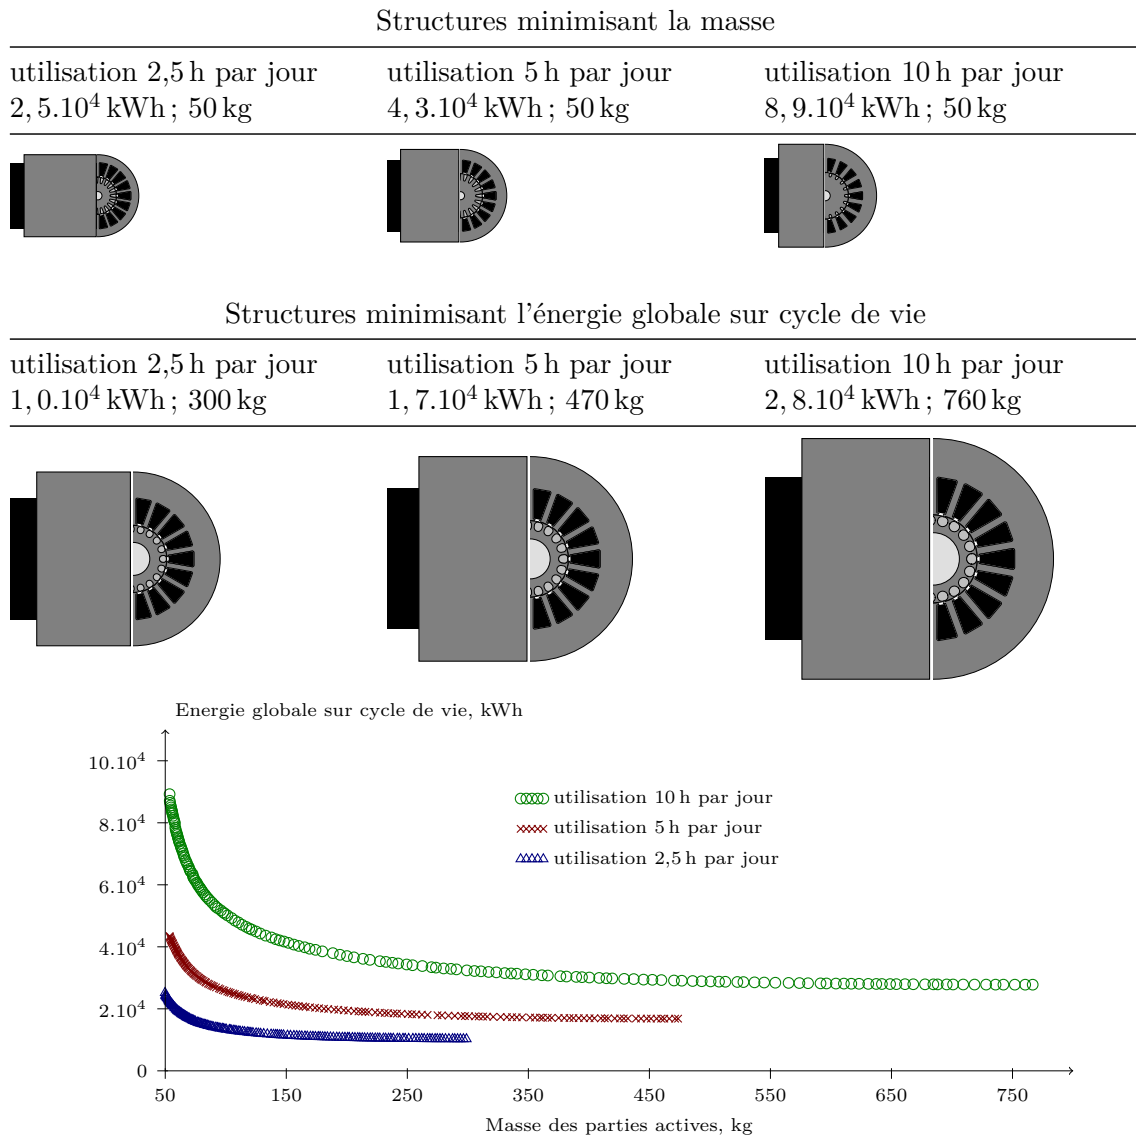 Structures minimisant la masse
utilisation 2,5 h par jour utilisation 5 h par jour utilisation 10 h par jour
2, 5.10⁴ kWh ; 50 kg 4, 3.10⁴ kWh ; 50 kg 8, 9.10⁴ kWh ; 50 kg
Structures minimisant l'énergie globale sur cycle de vie
utilisation 2,5 h par jour utilisation 5 h par jour utilisation 10 h par jour
1, 0.10⁴ kWh ; 300 kg 1, 7.10⁴ kWh ; 470 kg 2, 8.10⁴ kWh ; 760 kg
Energie globale sur cycle de vie, kWh
10.10⁴
8.10⁴
6.10⁴
4.10⁴
2.10⁴
0
utilisation 10 h par jour
utilisation 5 h par jour
utilisation 2,5 h par jour
50 150 250 350 450 550 650 750
Masse des parties actives, kg